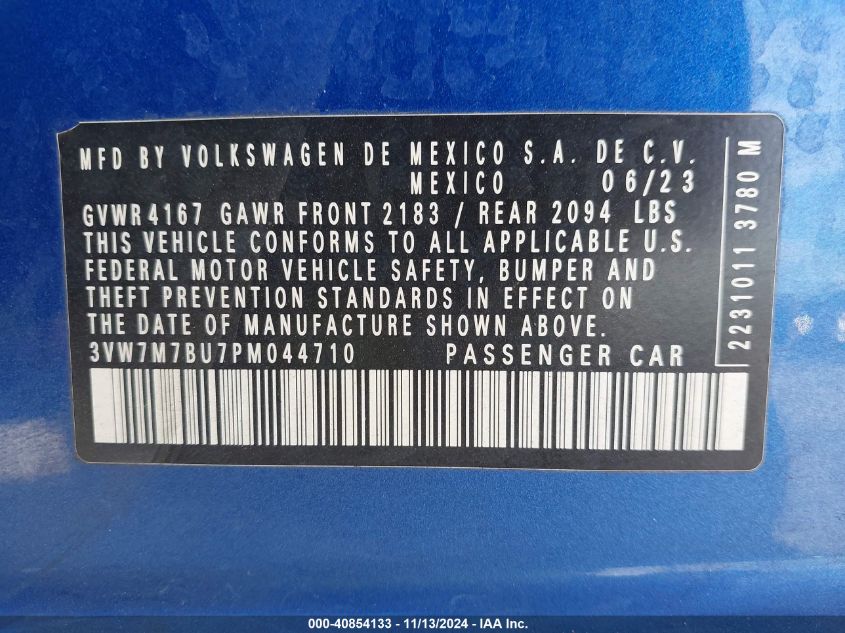 MFD BY VOLKSWAGEN DE MEXICO S.A. DE C.V.
MEXICO 06/23
GVWR 4167 GAWR FRONT 2183 / REAR 2094 LBS
THIS VEHICLE CONFORMS TO ALL APPLICABLE U.S.
FEDERAL MOTOR VEHICLE SAFETY, BUMPER AND
THEFT PREVENTION STANDARDS IN EFFECT ON
THE DATE OF MANUFACTURE SHOWN ABOVE.
3VW7M7BU7PM044710 PASSENGER CAR
2231011 3780 M
000-40854133 - 11/13/2024 - IAA Inc.